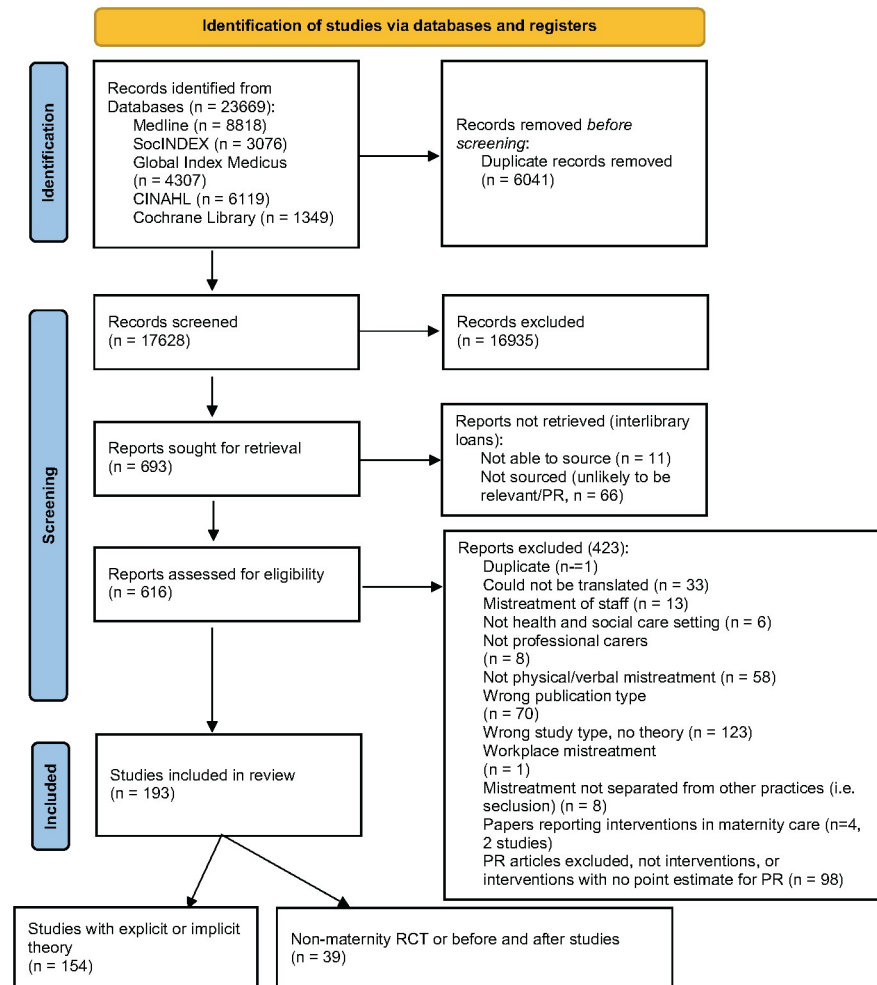 Identification of studies via databases and registers
Identification
Records identified from
Databases (n = 23669):
Medline (n = 8818)
SocINDEX (n = 3076)
Global Index Medicus
(n = 4307)
CINAHL (n = 6119)
Cochrane Library (n = 1349)
Records removed before
screening:
Duplicate records removed
(n = 6041)
Screening
Records screened
(n = 17628)
Records excluded
(n = 16935)
Reports sought for retrieval
(n = 693)
Reports not retrieved (interlibrary
loans):
Not able to source (n = 11)
Not sourced (unlikely to be
relevant/PR, n = 66)
Reports assessed for eligibility
(n = 616)
Reports excluded (423):
Duplicate (n-=1)
Could not be translated (n = 33)
Mistreatment of staff (n = 13)
Not health and social care setting (n = 6)
Not professional carers
(n = 8)
Not physical/verbal mistreatment (n = 58)
Wrong publication type
(n = 70)
Wrong study type, no theory (n = 123)
Workplace mistreatment
(n = 1)
Mistreatment not separated from other practices (i.e.
seclusion) (n = 8)
Papers reporting interventions in maternity care (n=4,
2 studies)
PR articles excluded, not interventions, or
interventions with no point estimate for PR (n = 98)
Included
Studies included in review
(n = 193)
Studies with explicit or implicit
theory
(n = 154)
Non-maternity RCT or before and after studies
(n = 39)